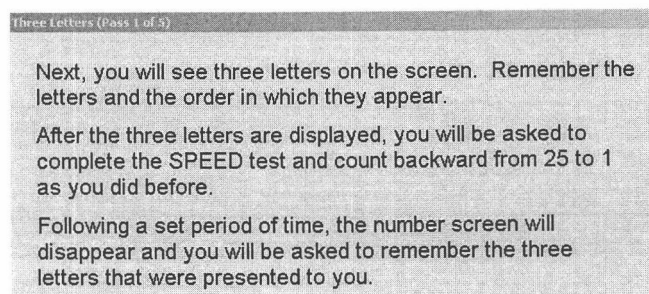 Three Letters (Pass 1 of 5)
Next, you will see three letters on the screen. Remember the
letters and the order in which they appear.
After the three letters are displayed, you will be asked to
complete the SPEED test and count backward from 25 to 1
as you did before.
Following a set period of time, the number screen will
disappear and you will be asked to remember the three
letters that were presented to you.